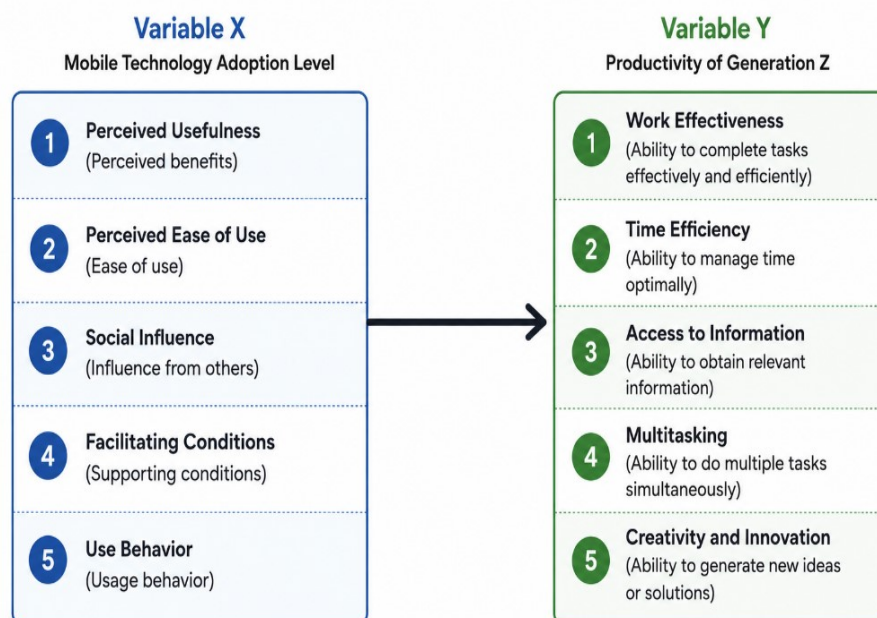 Variable X
Mobile Technology Adoption Level
1
Perceived Usefulness
(Perceived benefits)
2
Perceived Ease of Use
(Ease of use)
3
Social Influence
(Influence from others)
4
Facilitating Conditions
(Supporting conditions)
5
Use Behavior
(Usage behavior)
Variable Y
Productivity of Generation Z
1
Work Effectiveness
(Ability to complete tasks
effectively and efficiently)
2
Time Efficiency
(Ability to manage time
optimally)
3
Access to Information
(Ability to obtain relevant
information)
4
Multitasking
(Ability to do multiple tasks
simultaneously)
5
Creativity and Innovation
(Ability to generate new ideas
or solutions)